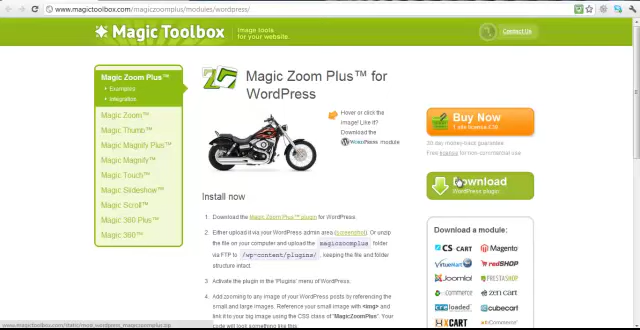 www.magictoolbox.com/magiczoomplus/modules/wordpress/
Magic Toolbox
Image tools
for your website.
Contact Us
Magic Zoom Plus™
Examples
Integration
Magic Zoom™
Magic Thumb™
Magic Magnify Plus™
Magic Magnify™
Magic Touch™
Magic Slideshow™
Magic Scroll™
Magic 360 Plus™
Magic 360™
Magic Zoom Plus™ for
WordPress
Hover or click the
image! Like it?
Download the
WordPress module
Install now
1. Download the Magic Zoom Plus™ plugin for WordPress.
2. Either upload it via your WordPress admin area (screenshot). Or unzip
the file on your computer and upload the magiczoomplus folder
via FTP to /wp-content/plugins/, keeping the file and folder
structure intact.
3. Activate the plugin in the 'Plugins' menu of WordPress.
4. Add zooming to any image of your WordPress posts by referencing the
small and large images. Reference your small image with <img> and
link it to your big image using the CSS class of "MagicZoomPlus".
Your code will look something like this:
Buy Now
1 site license
30 day money-back guarantee.
Free license for non-commercial use
Download
WordPress plugin
Download a module:
CS-CART
Magento
VirtueMart
redSHOP
Joomla!
PRESTASHOP
commerce
ZEN CART
loaded
cubecart
X CART
eCommerce